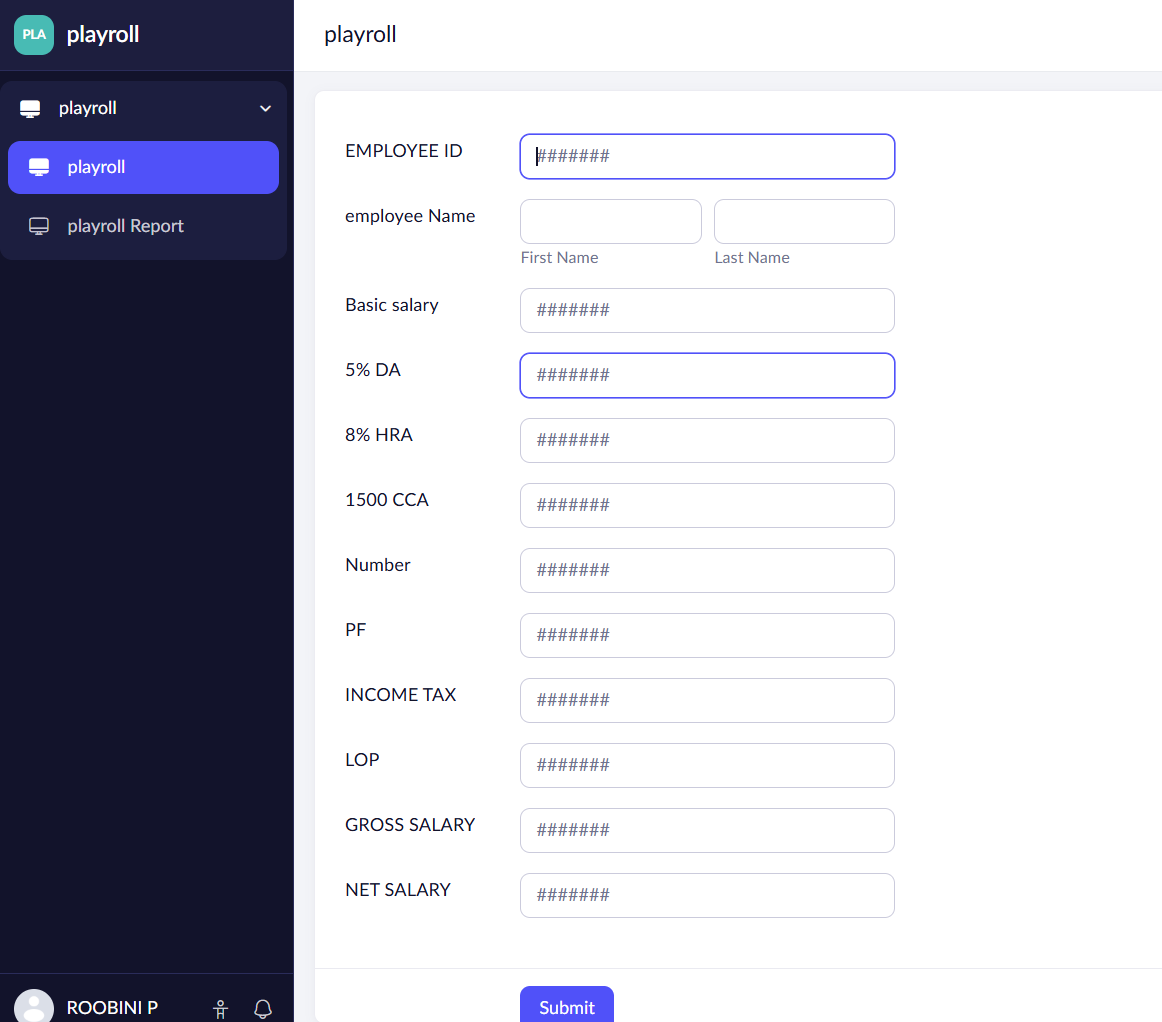 PLA playroll
playroll
playroll
playroll
playroll Report
EMPLOYEE ID #######
employee Name
First Name Last Name
Basic salary #######
5% DA #######
8% HRA #######
1500 CCA #######
Number #######
PF #######
INCOME TAX #######
LOP #######
GROSS SALARY #######
NET SALARY #######
ROOBINI P
Submit